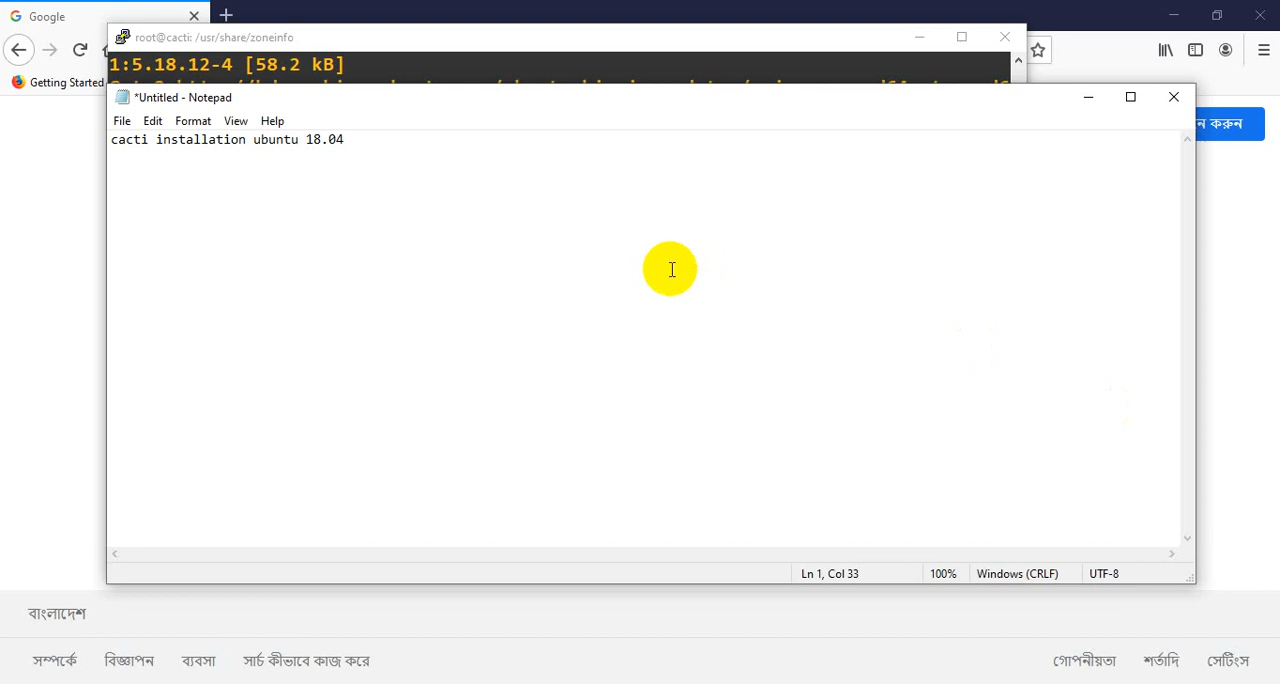 Google
root@cacti: /usr/share/zoneinfo
1:5.18.12-4 [58.2 kB]
Getting Started
*Untitled - Notepad
File Edit Format View Help
cacti installation ubuntu 18.04
ন করুন
Ln 1, Col 33 100% Windows (CRLF) UTF-8
বাংলাদেশ
সম্পর্কে বিজ্ঞাপন ব্যবসা সার্চ কীভাবে কাজ করে গোপনীয়তা শর্তাদি সেটিংস